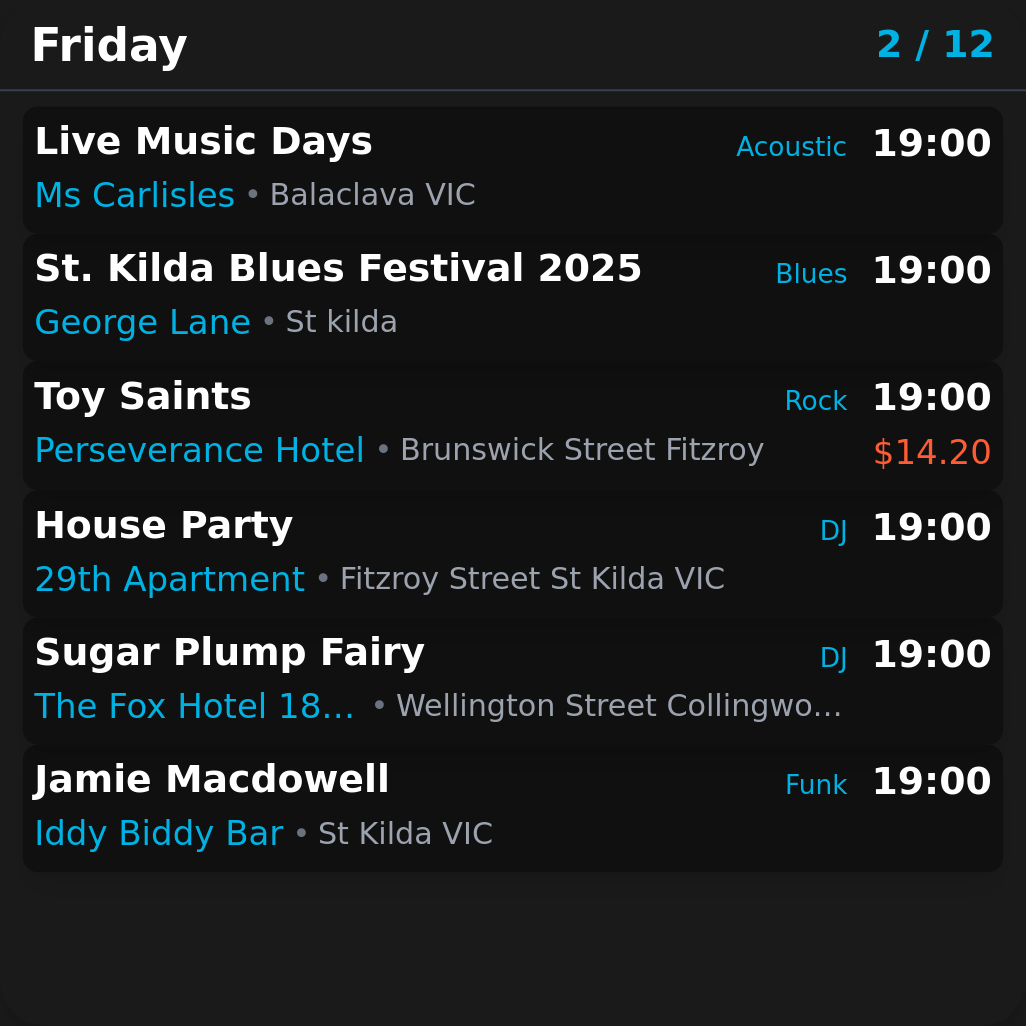 Friday 2 / 12
Live Music Days Acoustic 19:00
Ms Carlisles • Balaclava VIC
St. Kilda Blues Festival 2025 Blues 19:00
George Lane • St kilda
Toy Saints Rock 19:00
Perseverance Hotel • Brunswick Street Fitzroy $14.20
House Party DJ 19:00
29th Apartment • Fitzroy Street St Kilda VIC
Sugar Plump Fairy DJ 19:00
The Fox Hotel 18... • Wellington Street Collingwo...
Jamie Macdowell Funk 19:00
Iddy Biddy Bar • St Kilda VIC